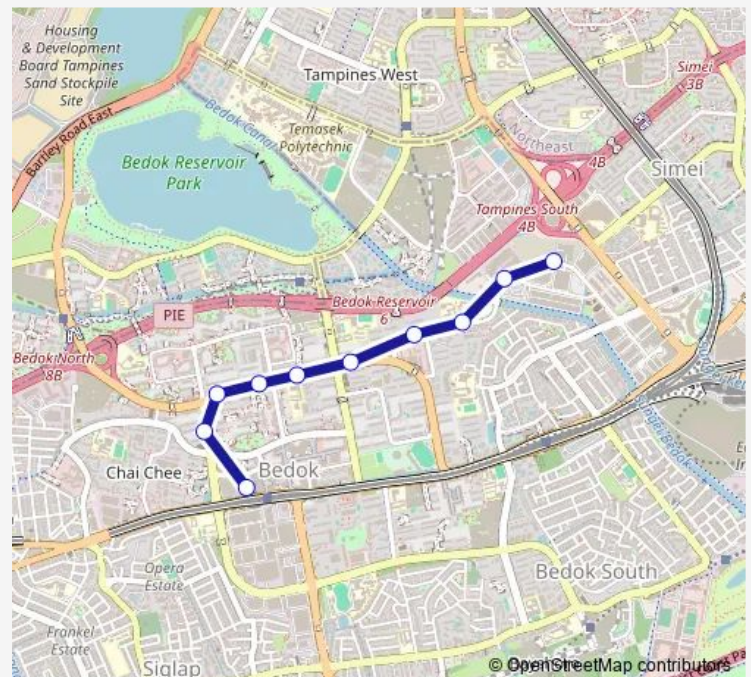 Housing
& Development
Board Tampines
Sand Stockpile
Site
Tampines West
Simei
3B
Bartley Road East
Bedok Canal
Temasek
Polytechnic
Northeast
4B
Bedok Reservoir
Park
Simei
Tampines South
4B
PIE
Bedok Reservoir
6
Bedok North
8B
Chai Chee
Bedok
Sungei Bedok
Opera
Estate
Bedok South
Frankel
Estate
Siglap
© OpenStreetMap contributors